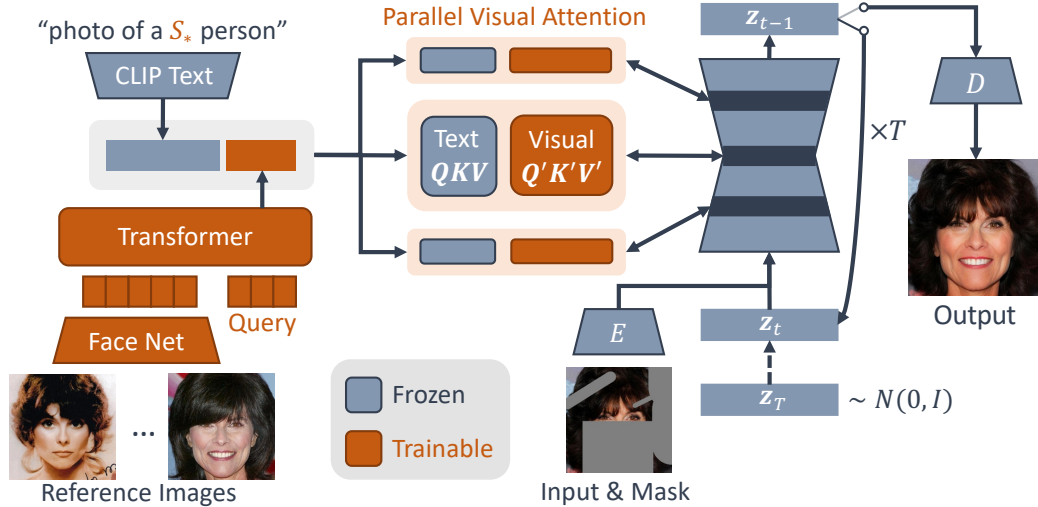 Parallel Visual Attention
"photo of a S* person"
CLIP Text
Transformer
Query
Face Net
...
Reference Images
Text
QKV
Visual
Q'K'V'
Frozen
Trainable
z_{t-1}
×T
D
Output
E
z_t
z_T
~ N(0, I)
Input & Mask